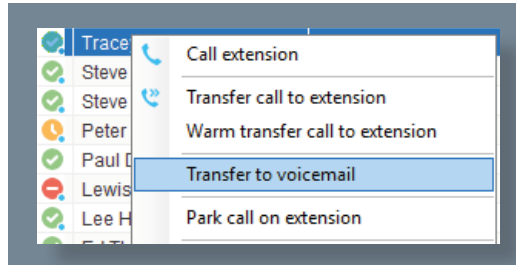 Trace
Call extension
Steve
Steve
Transfer call to extension
Peter
Warm transfer call to extension
Paul
Transfer to voicemail
Lewis
Lee H
Park call on extension